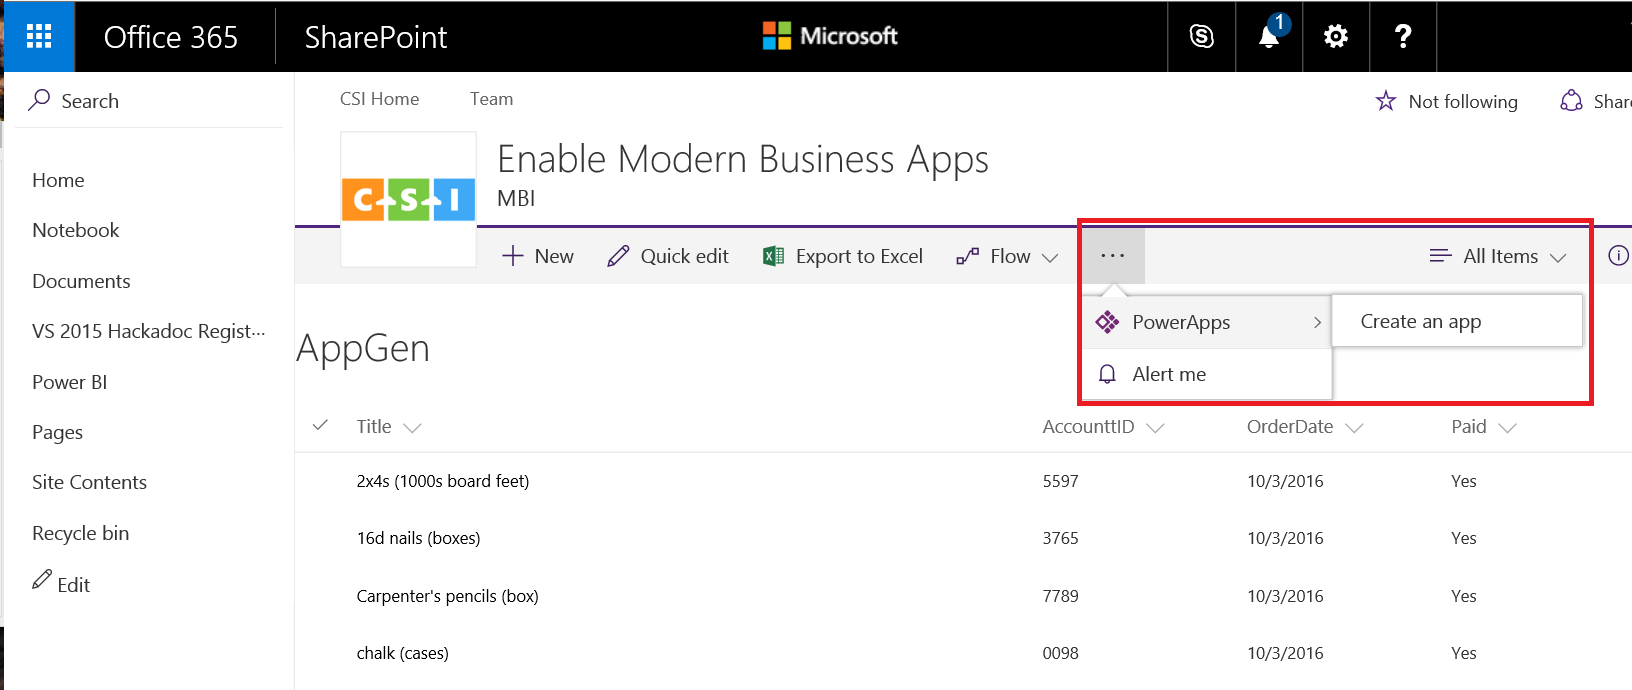 Office 365 SharePoint Microsoft 1 ?
Search
CSI Home Team Not following Share
Enable Modern Business Apps
MBI
C S I
Home
Notebook
Documents
VS 2015 Hackadoc Regist...
Power BI
Pages
Site Contents
Recycle bin
Edit
+ New Quick edit Export to Excel Flow ... All Items
PowerApps > Create an app
Alert me
AppGen
Title AccounttID OrderDate Paid
2x4s (1000s board feet) 5597 10/3/2016 Yes
16d nails (boxes) 3765 10/3/2016 Yes
Carpenter's pencils (box) 7789 10/3/2016 Yes
chalk (cases) 0098 10/3/2016 Yes